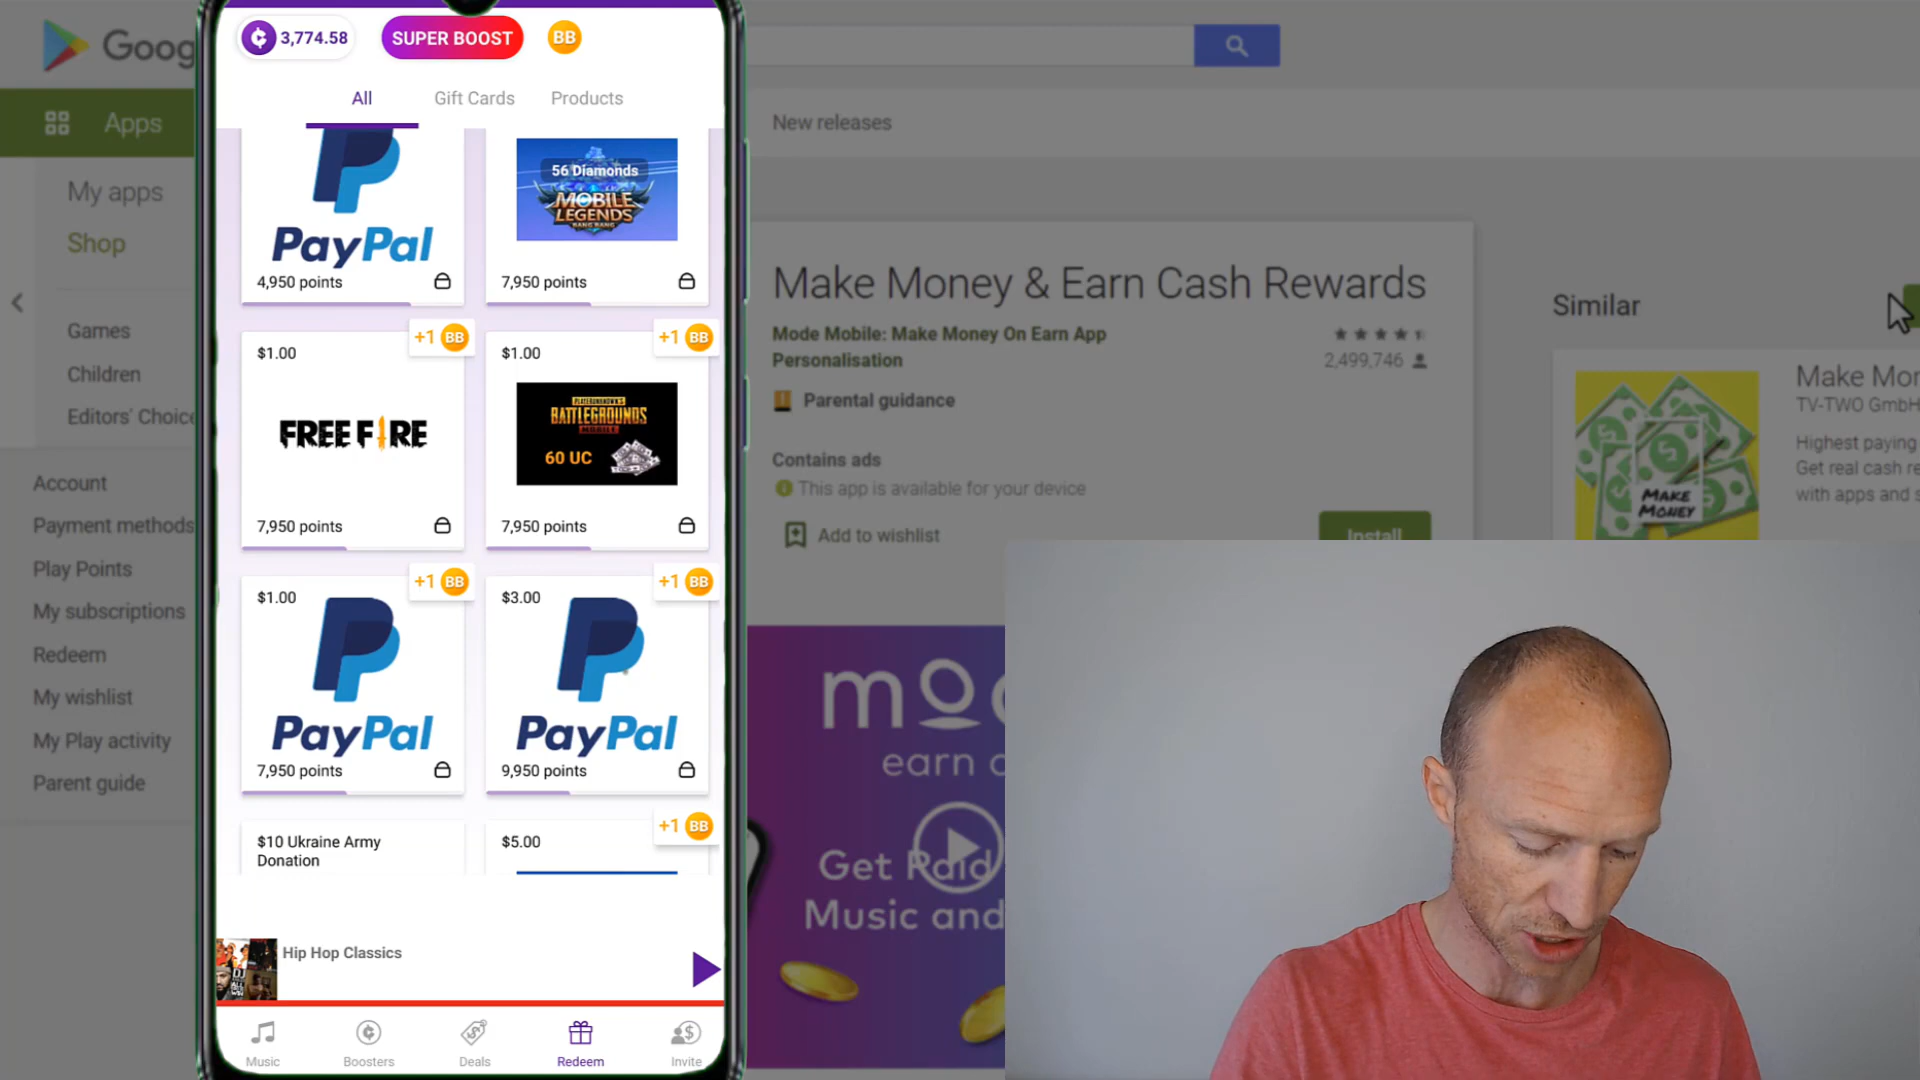 3,774.58
SUPER BOOST
BB
All
Gift Cards
Products
PayPal
4,950 points
56 Diamonds
MOBILE
LEGENDS
BANG BANG
7,950 points
+1 BB
$1.00
FREE FIRE
7,950 points
+1 BB
$1.00
PLAYERUNKNOWN'S
BATTLEGROUNDS
MOBILE
60 UC
7,950 points
+1 BB
$1.00
PayPal
7,950 points
+1 BB
$3.00
PayPal
9,950 points
$10 Ukraine Army
Donation
+1 BB
$5.00
Hip Hop Classics
Music
Boosters
Deals
Redeem
Invite
Goog
Apps
My apps
Shop
Games
Children
Editors' Choice
Account
Payment methods
Play Points
My subscriptions
Redeem
My wishlist
My Play activity
Parent guide
New releases
Make Money & Earn Cash Rewards
Mode Mobile: Make Money On Earn App
Personalisation
2,499,746
Parental guidance
Contains ads
This app is available for your device
Add to wishlist
Install
earn
Get Paid
Music and
Similar
Make Mon
TV-TWO GmbH
Highest paying
Get real cash re
with apps and s
MAKE
MONEY